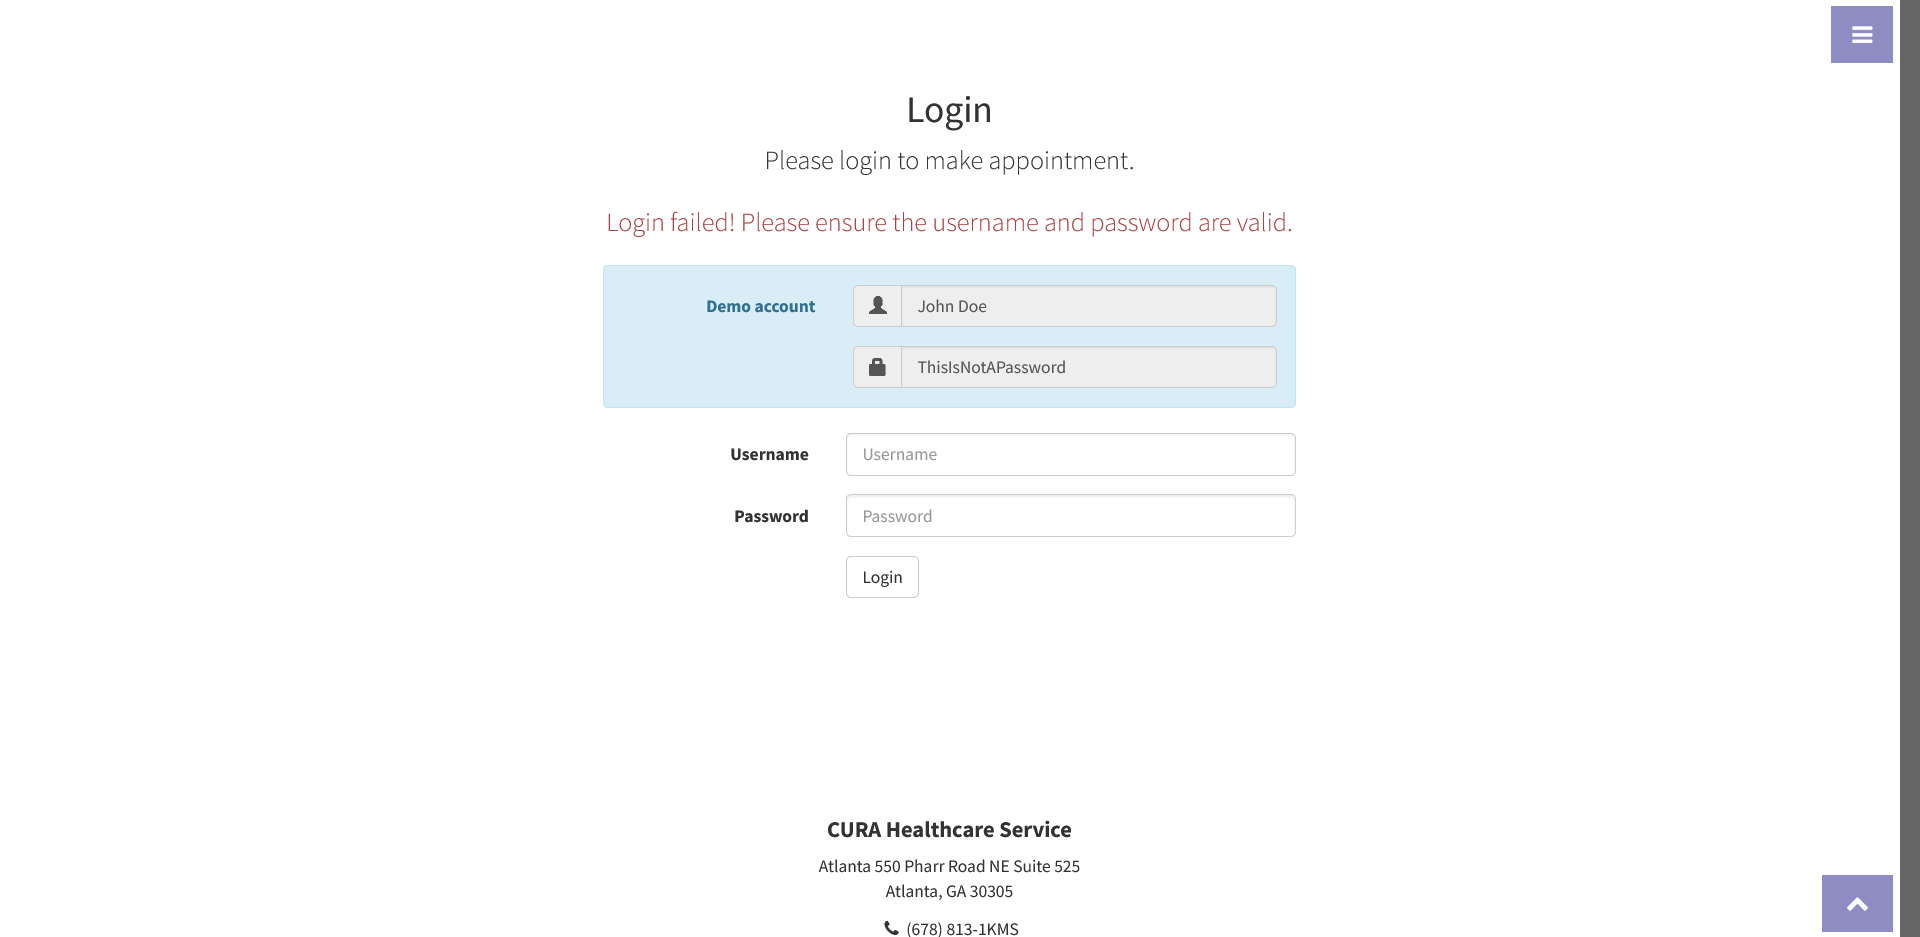 Login
Please login to make appointment.
Login failed! Please ensure the username and password are valid.
Demo account
John Doe
ThisIsNotAPassword
Username
Username
Password
Password
Login
CURA Healthcare Service
Atlanta 550 Pharr Road NE Suite 525
Atlanta, GA 30305
(678) 813-1KMS